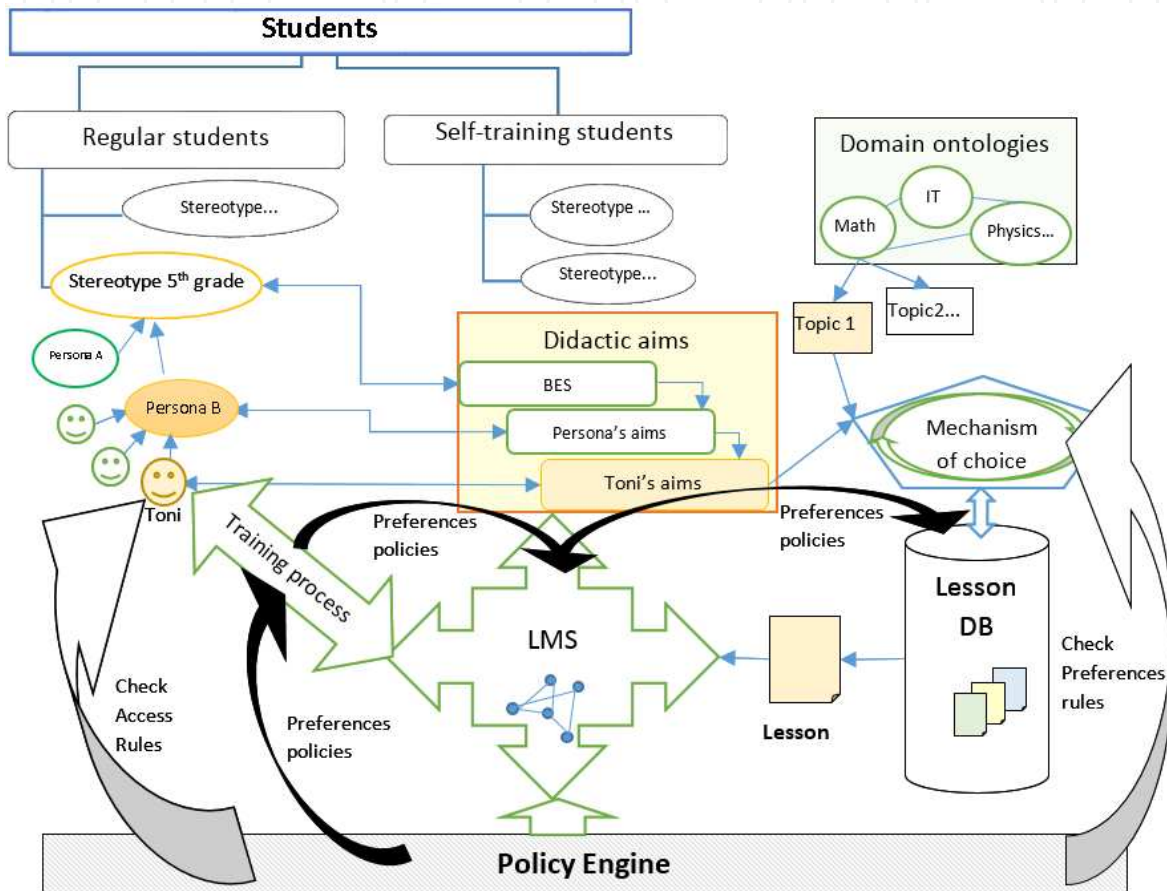 Students
Regular students
Self-training students
Domain ontologies
IT
Math
Physics...
Stereotype...
Stereotype ...
Stereotype...
Stereotype 5th grade
Topic 1
Topic2...
Persona A
Didactic aims
BES
Persona B
Persona's aims
Mechanism
of choice
Toni's aims
Toni
Training process
Preferences
policies
Preferences
policies
Lesson
DB
LMS
Check
Access
Rules
Preferences
policies
Lesson
Check
Preferences
rules
Policy Engine